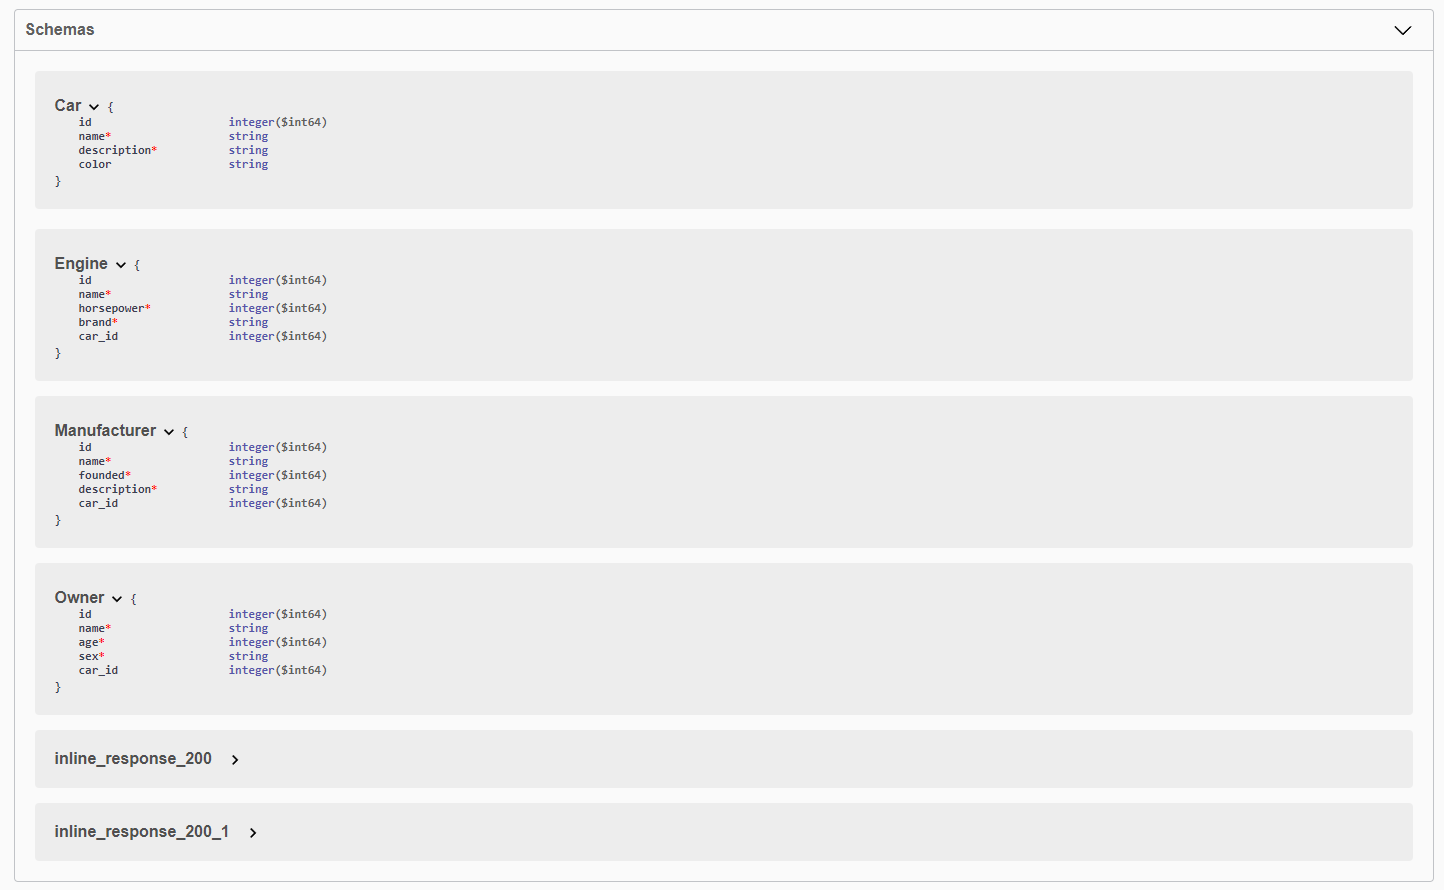 Schemas
Car {
id integer($int64)
name* string
description* string
color string
}
Engine {
id integer($int64)
name* string
horsepower* integer($int64)
brand* string
car_id integer($int64)
}
Manufacturer {
id integer($int64)
name* string
founded* integer($int64)
description* string
car_id integer($int64)
}
Owner {
id integer($int64)
name* string
age* integer($int64)
sex* string
car_id integer($int64)
}
inline_response_200
inline_response_200_1